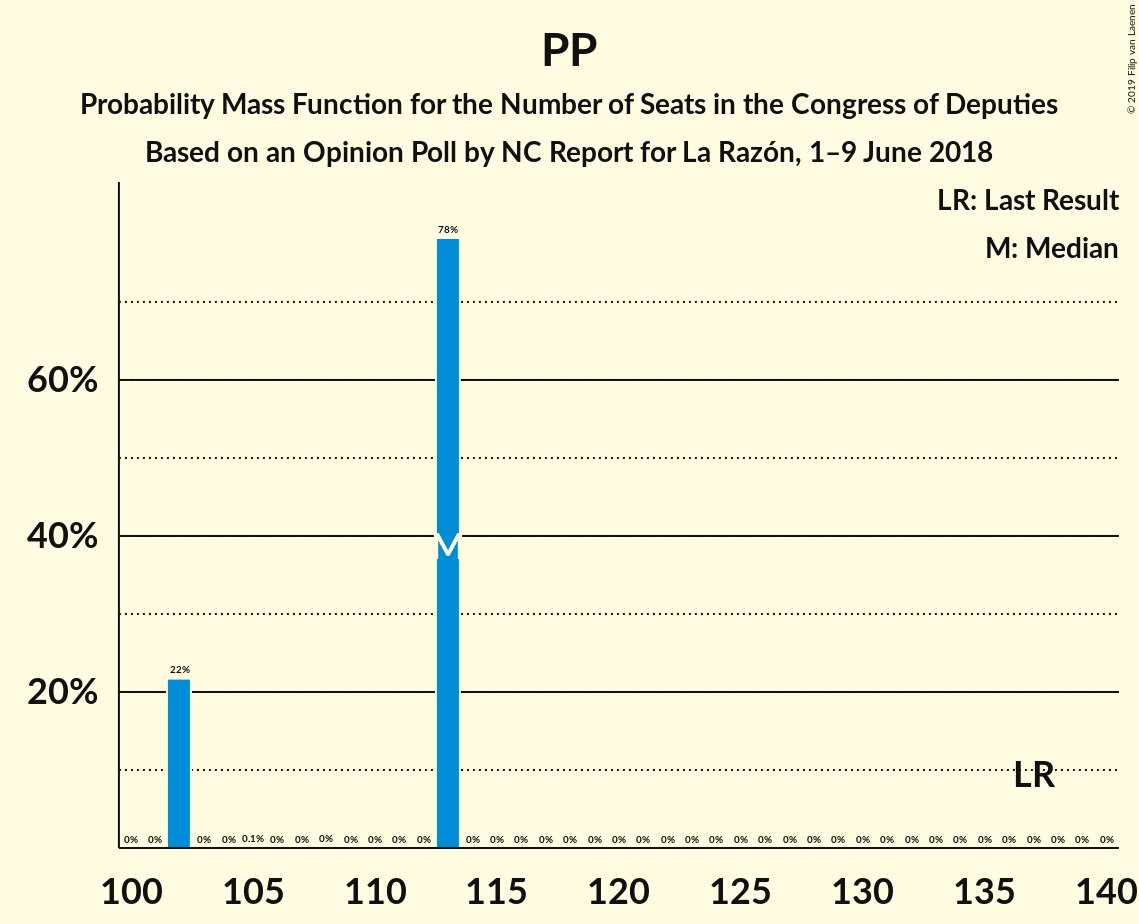 PP
Probability Mass Function for the Number of Seats in the Congress of Deputies
Based on an Opinion Poll by NC Report for La Razón, 1–9 June 2018
© 2019 Filip van Laenen
LR: Last Result
M: Median
78%
60%
40%
M
22%
20%
LR
0% 0% 0% 0% 0.1% 0% 0% 0% 0% 0% 0% 0% 0% 0% 0% 0% 0% 0% 0% 0% 0% 0% 0% 0% 0% 0% 0% 0% 0% 0% 0% 0% 0% 0% 0% 0% 0% 0% 0%
100 105 110 115 120 125 130 135 140